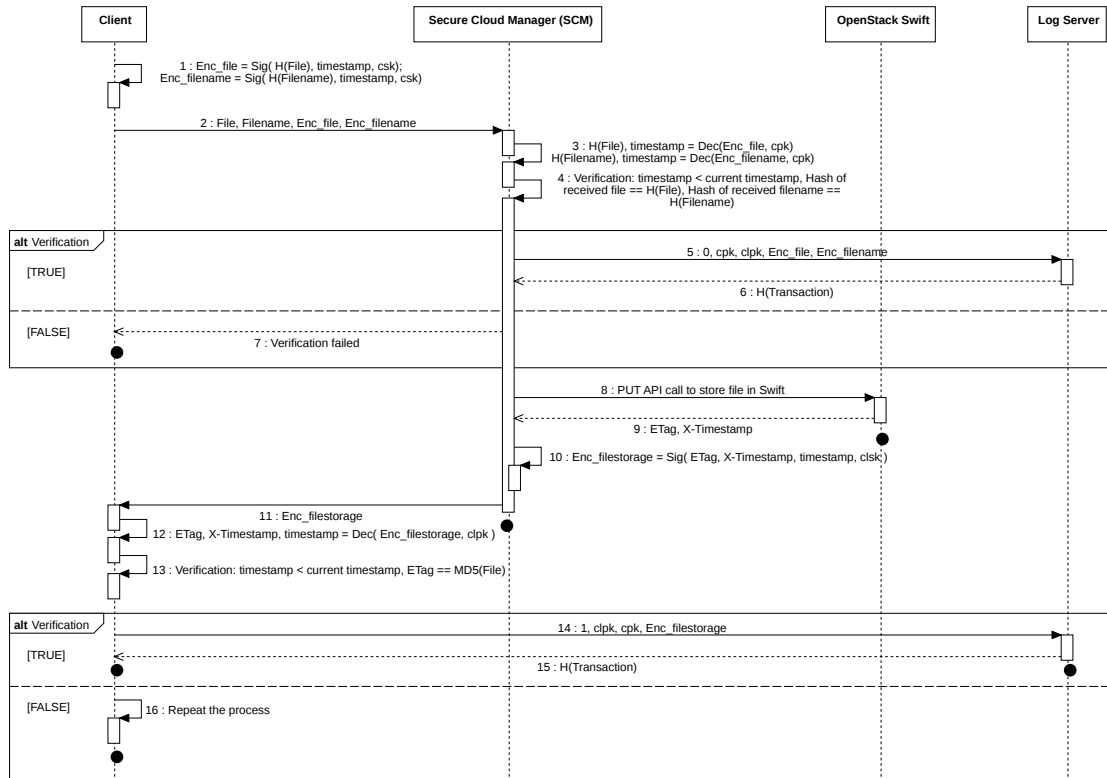 Client
Secure Cloud Manager (SCM)
OpenStack Swift
Log Server
1 : Enc_file = Sig( H(File), timestamp, csk);
Enc_filename = Sig( H(Filename), timestamp, csk)
2 : File, Filename, Enc_file, Enc_filename
3 : H(File), timestamp = Dec(Enc_file, cpk)
H(Filename), timestamp = Dec(Enc_filename, cpk)
4 : Verification: timestamp < current timestamp, Hash of
received file == H(File), Hash of received filename ==
H(Filename)
alt Verification
5 : 0, cpk, clpk, Enc_file, Enc_filename
[TRUE]
6 : H(Transaction)
[FALSE]
7 : Verification failed
8 : PUT API call to store file in Swift
9 : ETag, X-Timestamp
10 : Enc_filestorage = Sig( ETag, X-Timestamp, timestamp, clsk )
11 : Enc_filestorage
12 : ETag, X-Timestamp, timestamp = Dec( Enc_filestorage, clpk )
13 : Verification: timestamp < current timestamp, ETag == MD5(File)
alt Verification
14 : 1, clpk, cpk, Enc_filestorage
[TRUE]
15 : H(Transaction)
[FALSE]
16 : Repeat the process